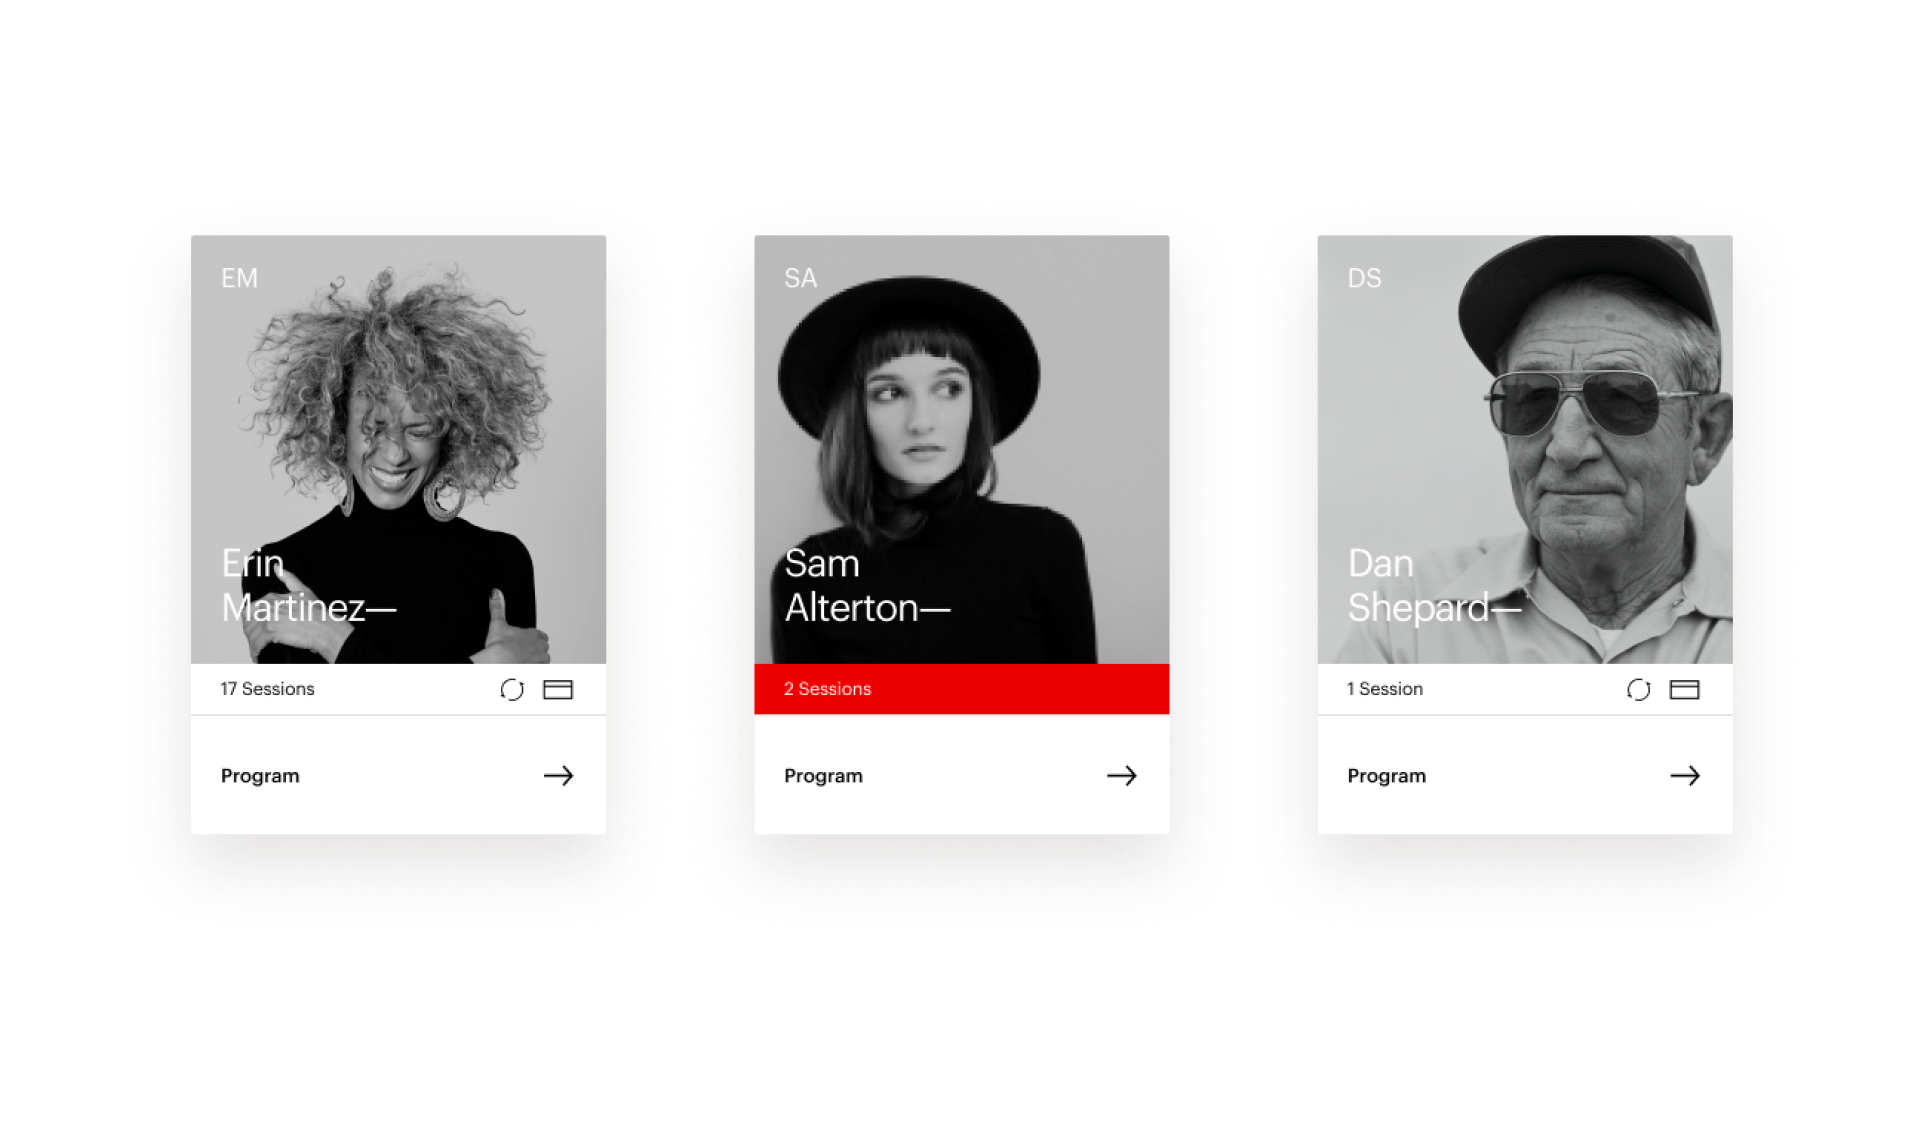 EM
Erin
Martinez—
17 Sessions
Program
SA
Sam
Alterton—
2 Sessions
Program
DS
Dan
Shepard—
1 Session
Program